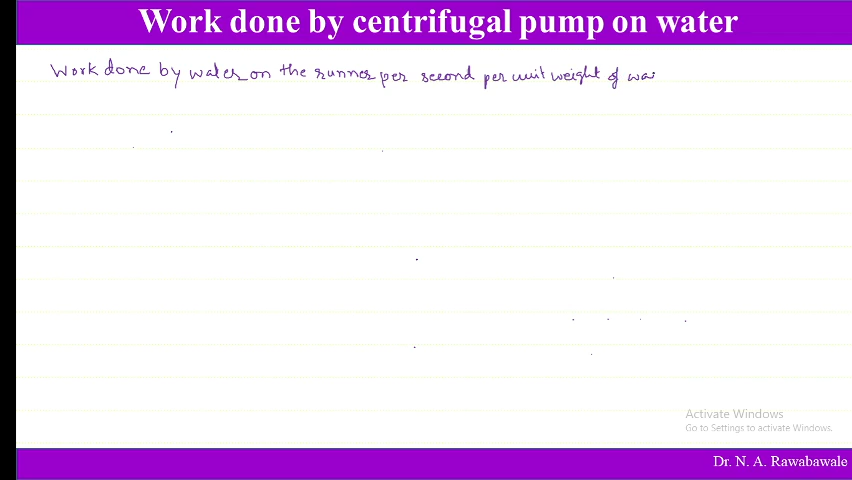 Work done by centrifugal pump on water
Work done by water on the runner per second per unit weight of wa
Activate Windows
Go to Settings to activate Windows.
Dr. N. A. Rawabawale